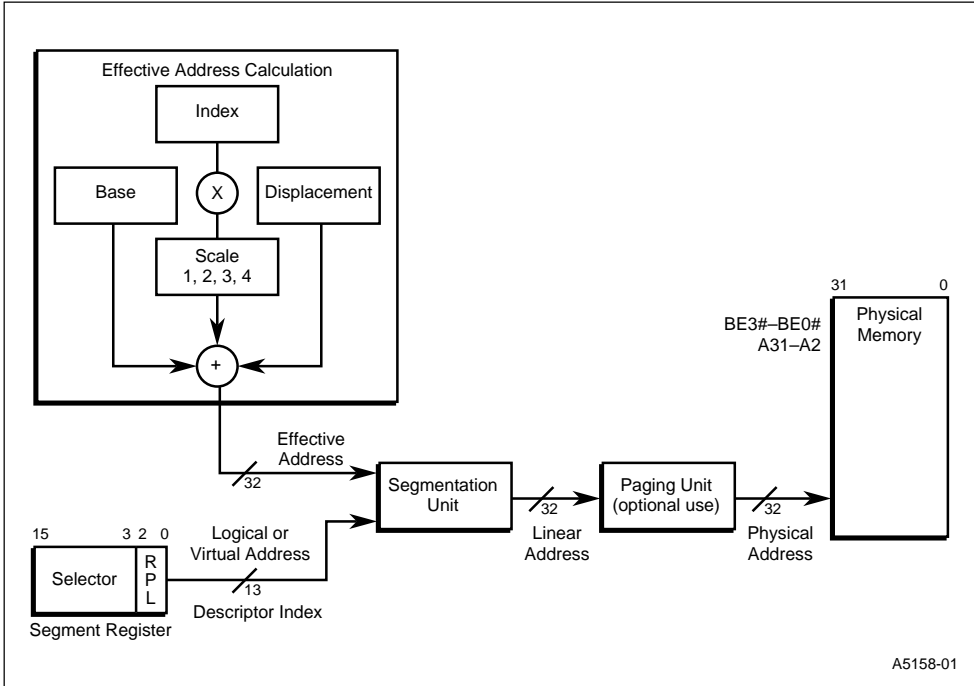 Effective Address Calculation
Index
Base
X
Displacement
Scale
1, 2, 3, 4
+
31 0
Physical
Memory
BE3#–BE0#
A31–A2
Effective
Address
32
Segmentation
Unit
32
Linear
Address
Paging Unit
(optional use)
32
Physical
Address
15 3 2 0
Logical or
Virtual Address
Selector
R
P
L
13
Descriptor Index
Segment Register
A5158-01